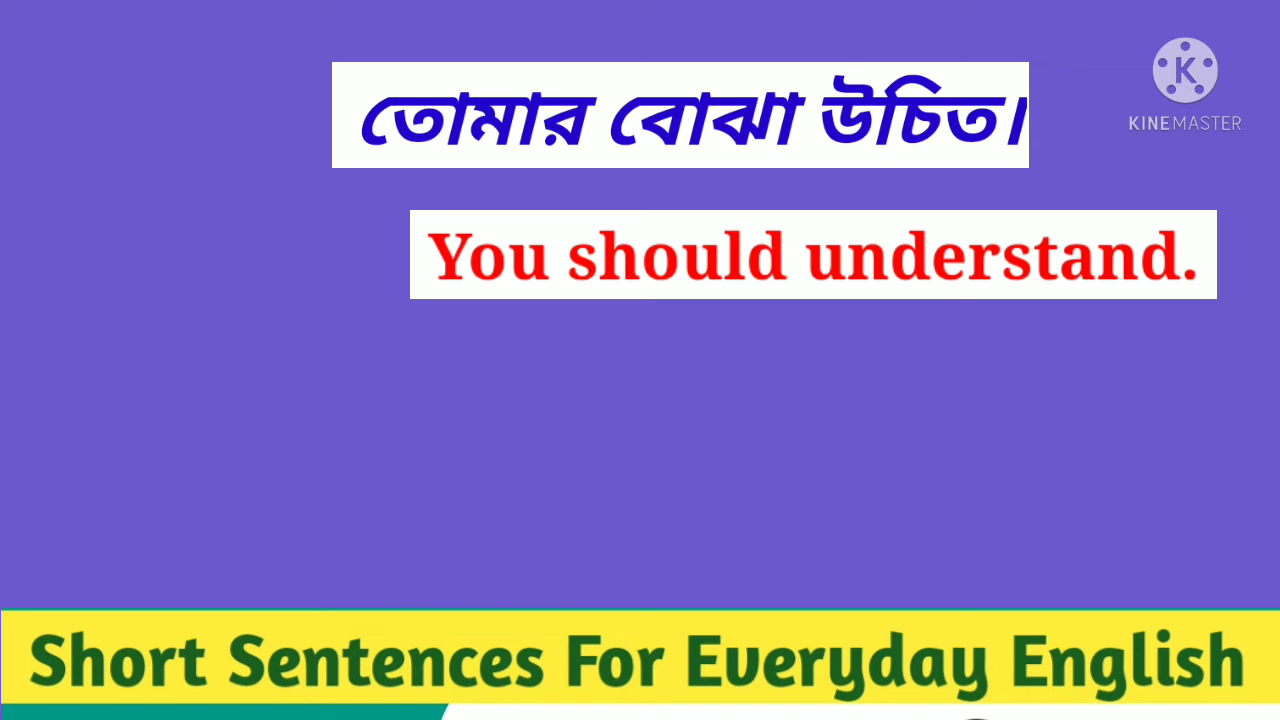 তোমার বোঝা উচিত।
K
KINEMASTER
You should understand.
Short Sentences For Everyday English